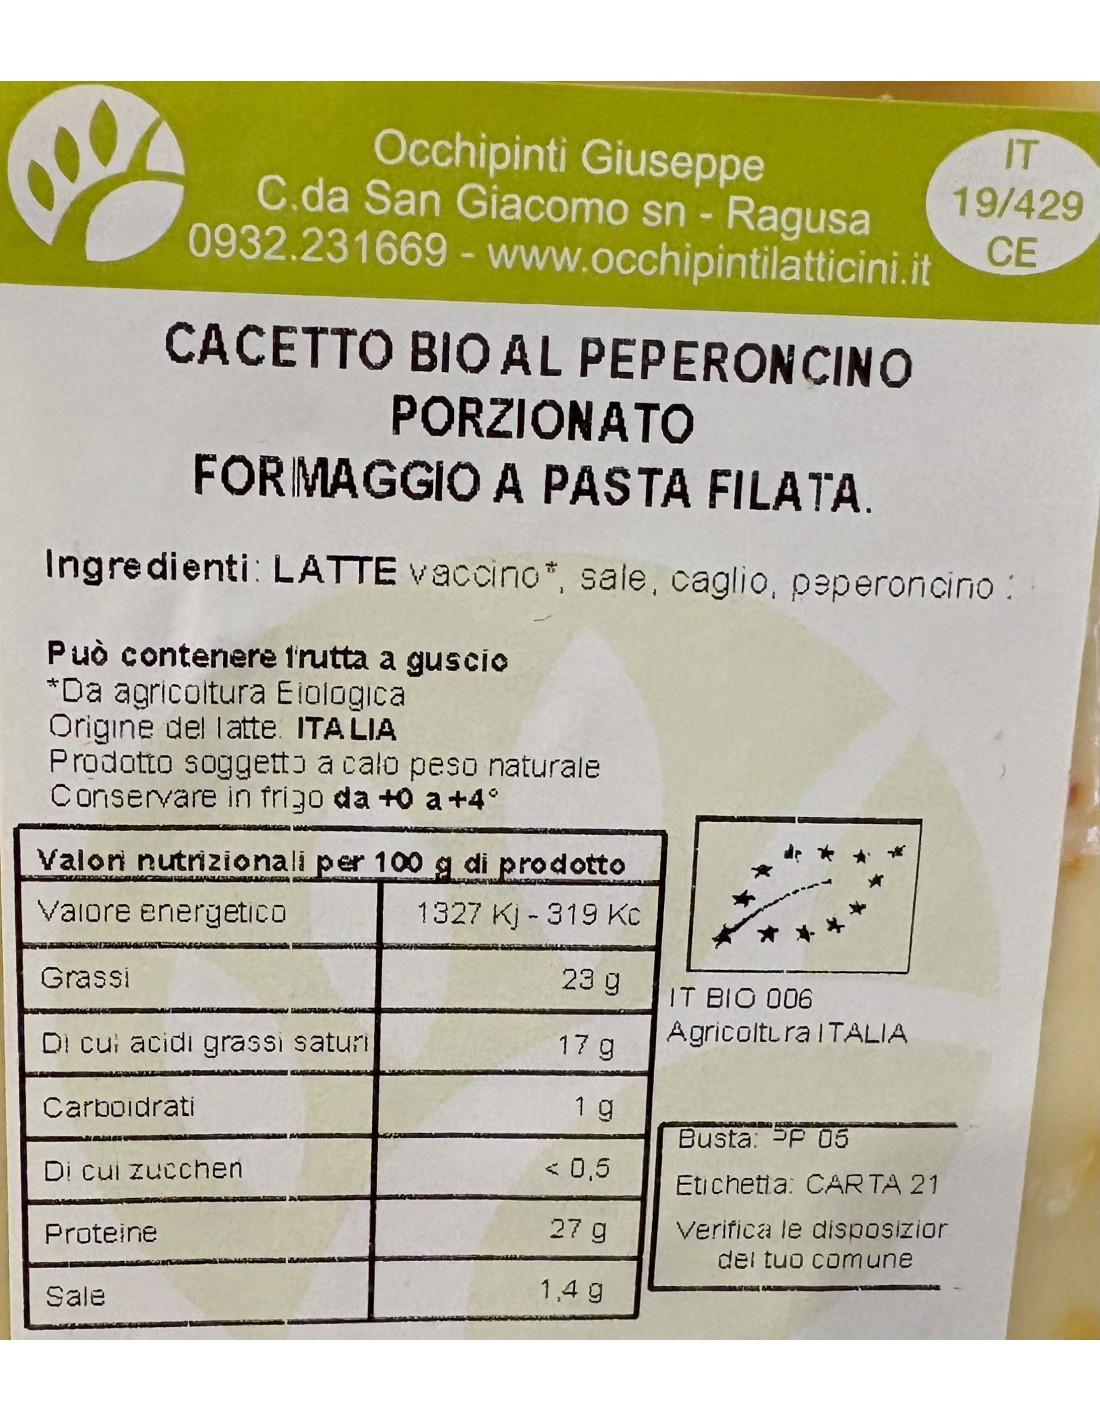 Occhipinti Giuseppe
C.da San Giacomo sn - Ragusa
0932.231669 - www.occhipintilatticini.it
IT
19/429
CE
CACETTO BIO AL PEPERONCINO
PORZIONATO
FORMAGGIO A PASTA FILATA.
Ingredienti: LATTE vaccino*, sale, caglio, peperoncino :
Può contenere frutta a guscio
*Da agricoltura Biologica
Origine del latte: ITALIA
Prodotto soggetto a calo peso naturale
Conservare in frigo da +0 a +4°
Valori nutrizionali per 100 g di prodotto
Valore energetico 1327 Kj - 319 Kc
Grassi 23 g
Di cui acidi grassi saturi 17 g
Carboidrati 1 g
Di cui zuccheri < 0,5
Proteine 27 g
Sale 1,4 g
IT BIO 006
Agricoltura ITALIA
Busta: PP 05
Etichetta: CARTA 21
Verifica le disposizior
del tuo comune